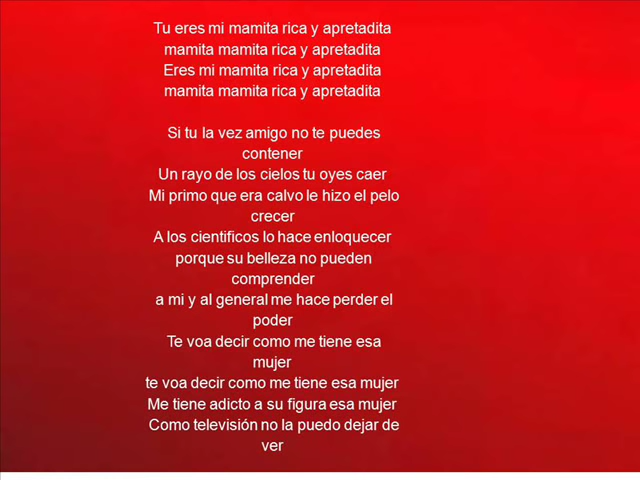 Tu eres mi mamita rica y apretadita
mamita mamita rica y apretadita
Eres mi mamita rica y apretadita
mamita mamita rica y apretadita
Si tu la vez amigo no te puedes
contener
Un rayo de los cielos tu oyes caer
Mi primo que era calvo le hizo el pelo
crecer
A los cientificos lo hace enloquecer
porque su belleza no pueden
comprender
a mi y al general me hace perder el
poder
Te voa decir como me tiene esa
mujer
te voa decir como me tiene esa mujer
Me tiene adicto a su figura esa mujer
Como televisión no la puedo dejar de
ver